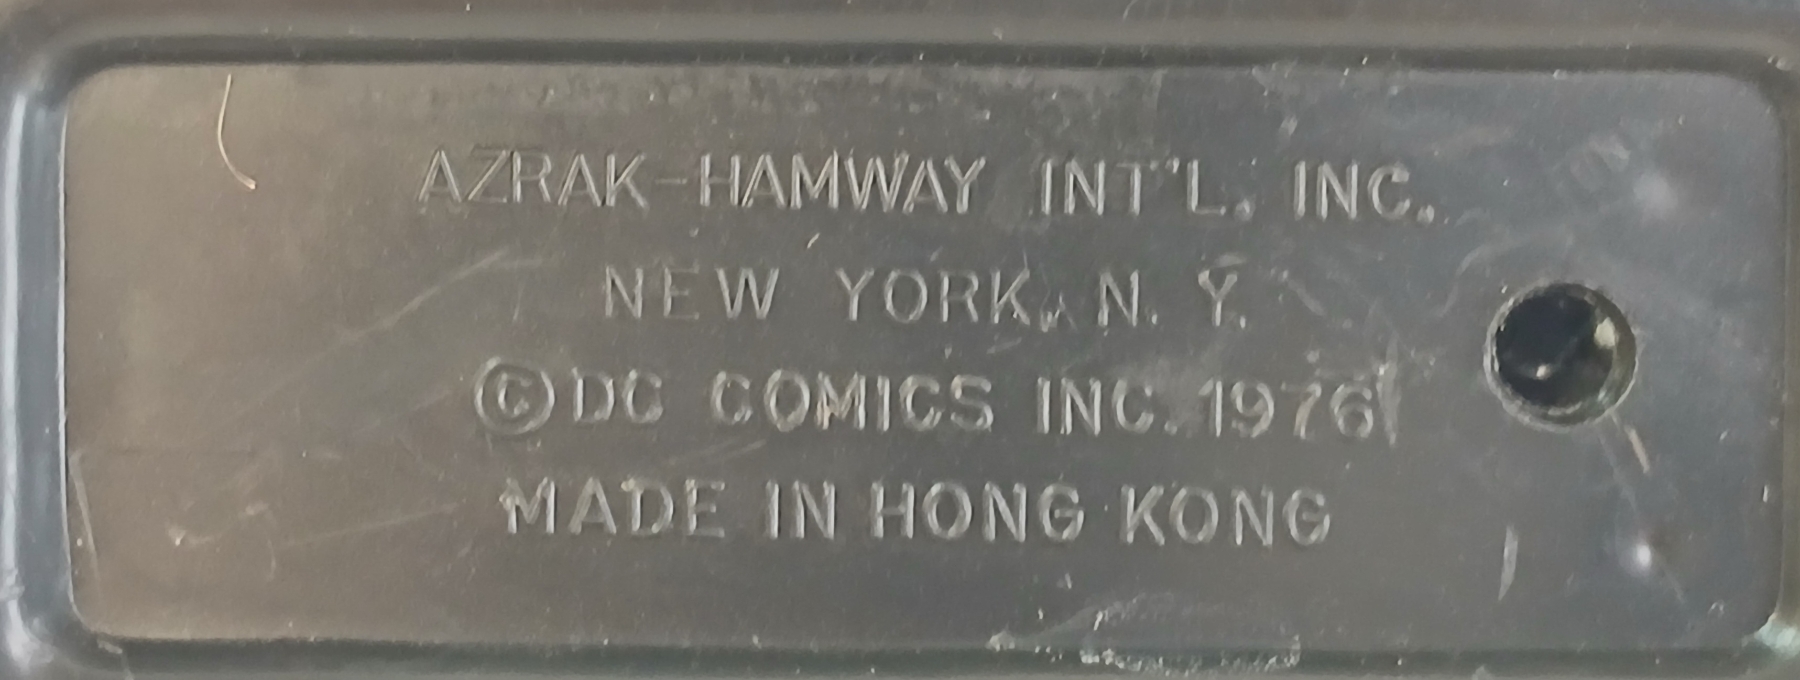 AZRAK-HAMWAY INT'L. INC.
NEW YORK, N. Y.
©DC COMICS INC. 1976
MADE IN HONG KONG